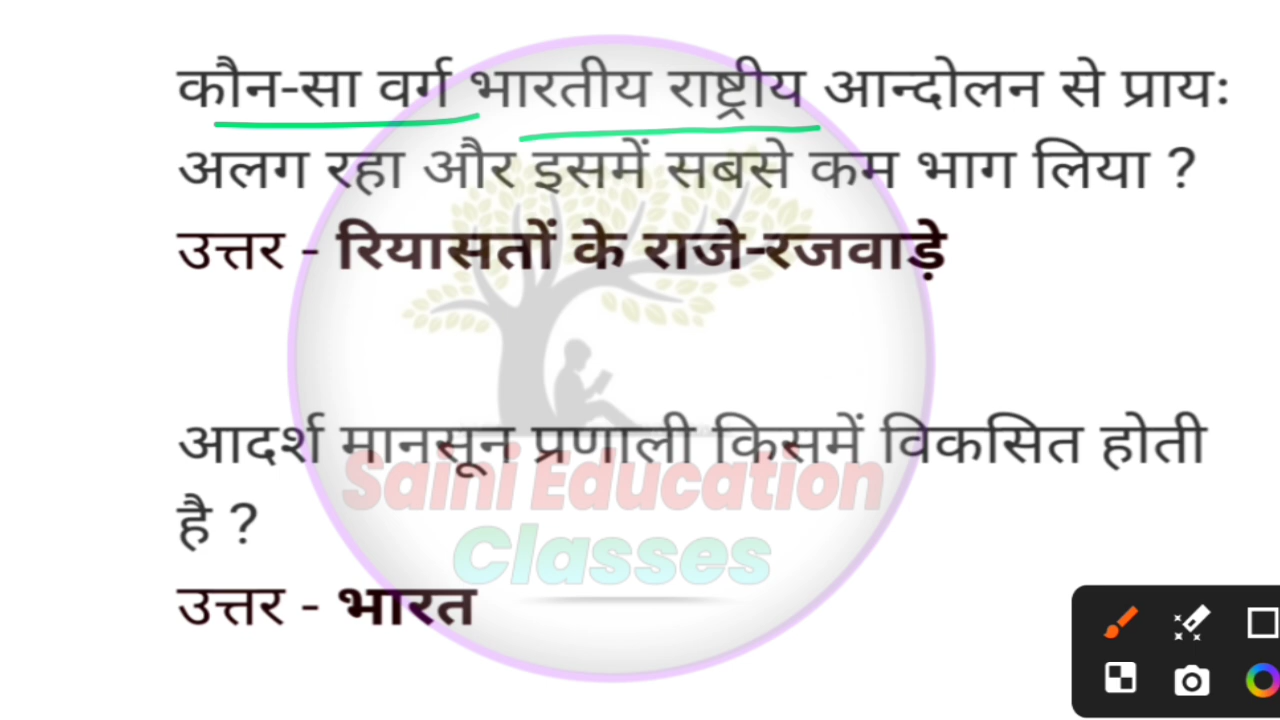 कौन-सा वर्ग भारतीय राष्ट्रीय आन्दोलन से प्रायः
अलग रहा और इसमें सबसे कम भाग लिया ?
उत्तर - रियासतों के राजे-रजवाड़े
आदर्श मानसून प्रणाली किसमें विकसित होती
है ?
उत्तर - भारत
Saini Education
Classes